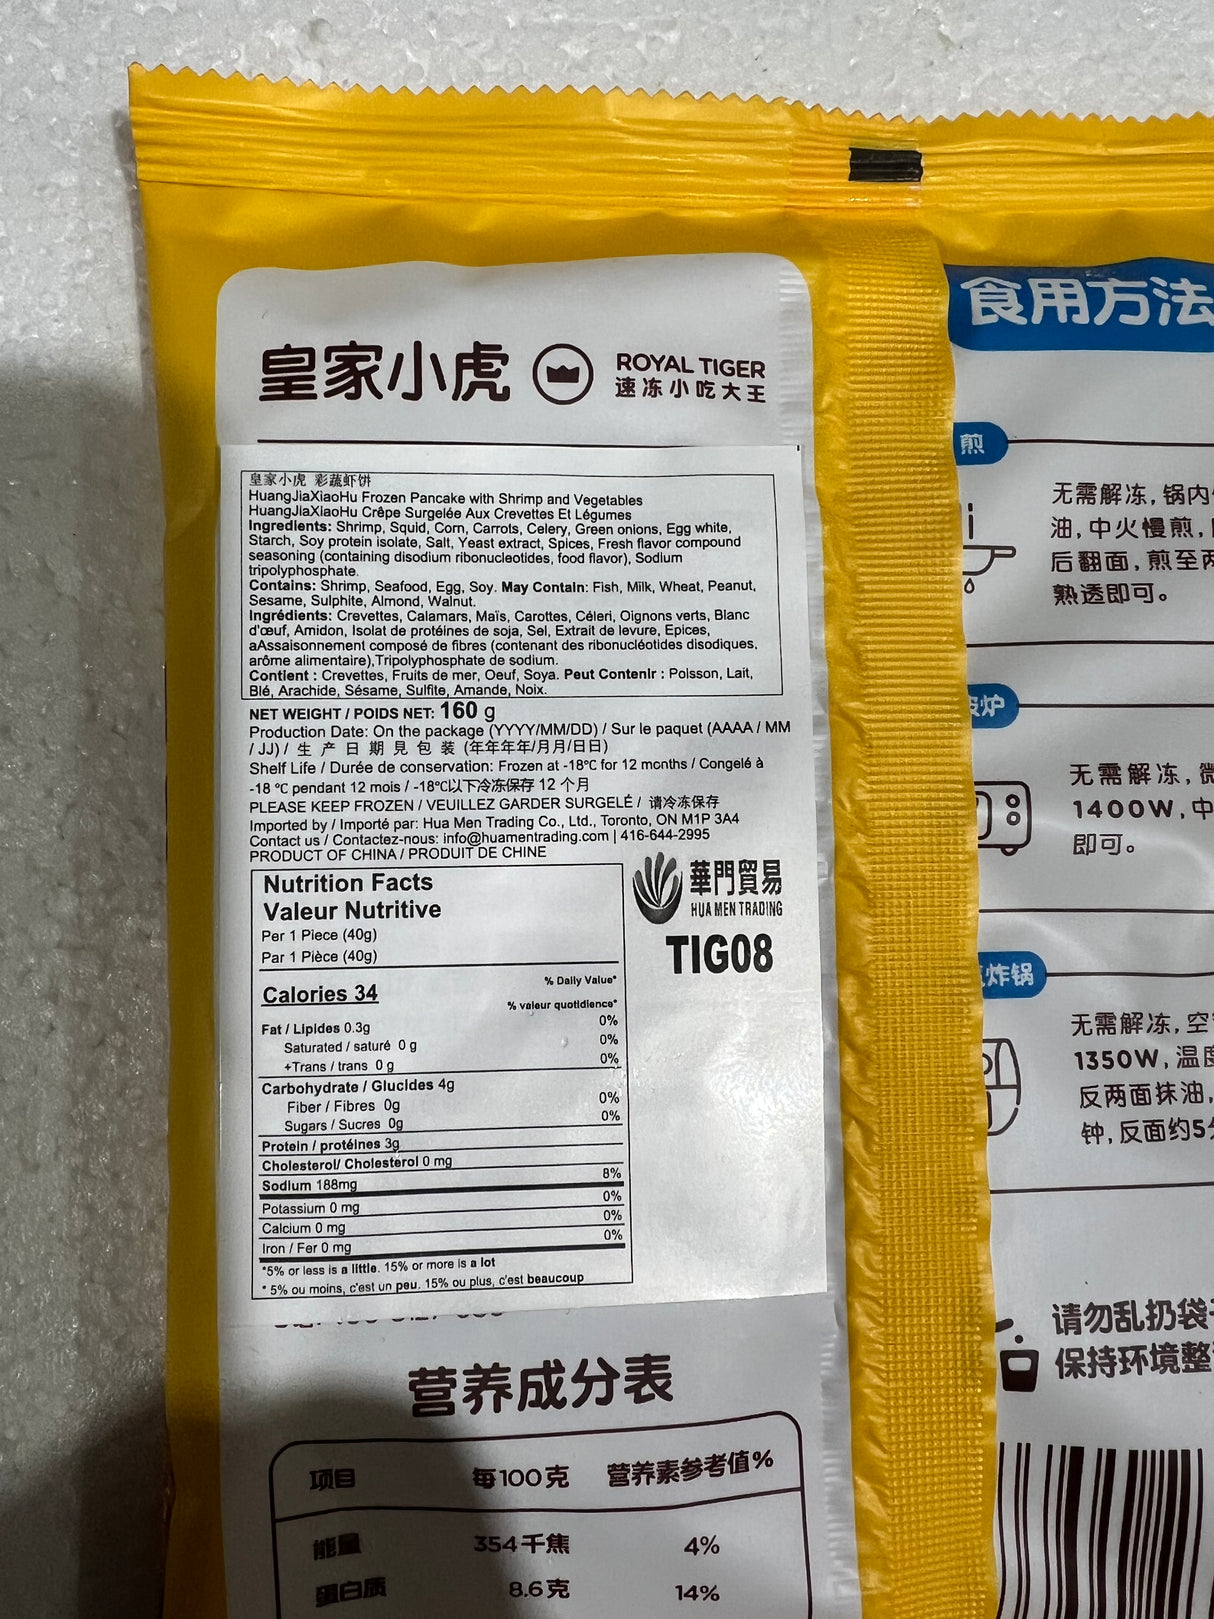 皇家小虎
ROYAL TIGER
速冻小吃大王
皇家小虎 彩蔬虾饼
HuangJiaXiaoHu Frozen Pancake with Shrimp and Vegetables
HuangJiaXiaoHu Crêpe Surgelée Aux Crevettes Et Légumes
Ingredients: Shrimp, Squid, Corn, Carrots, Celery, Green onions, Egg white,
Starch, Soy protein isolate, Salt, Yeast extract, Spices, Fresh flavor compound
seasoning (containing disodium ribonucleotides, food flavor), Sodium
tripolyphosphate.
Contains: Shrimp, Seafood, Egg, Soy. May Contain: Fish, Milk, Wheat, Peanut,
Sesame, Sulphite, Almond, Walnut.
Ingrédients: Crevettes, Calamars, Maïs, Carottes, Céleri, Oignons verts, Blanc
d'œuf, Amidon, Isolat de protéines de soja, Sel, Extrait de levure, Epices,
aAssaisonnement composé de fibres (contenant des ribonucléotides disodiques,
arôme alimentaire),Tripolyphosphate de sodium.
Contient : Crevettes, Fruits de mer, Oeuf, Soya. Peut Contenir : Poisson, Lait,
Blé, Arachide, Sésame, Sulfite, Amande, Noix.
NET WEIGHT / POIDS NET: 160 g
Production Date: On the package (YYYY/MM/DD) / Sur le paquet (AAAA / MM
/ JJ) / 生 产 日 期 見 包 装 (年年年年/月月/日日)
Shelf Life / Durée de conservation: Frozen at -18℃ for 12 months / Congelé à
-18 ℃ pendant 12 mois / -18℃以下冷冻保存 12 个月
PLEASE KEEP FROZEN / VEUILLEZ GARDER SURGELÉ / 请冷冻保存
Imported by / Importé par: Hua Men Trading Co., Ltd., Toronto, ON M1P 3A4
Contact us / Contactez-nous: info@huamentrading.com | 416-644-2995
PRODUCT OF CHINA / PRODUIT DE CHINE
華門貿易
HUA MEN TRADING
TIG08
Nutrition Facts
Valeur Nutritive
Per 1 Piece (40g)
Par 1 Pièce (40g)
% Daily Value*
Calories 34
% valeur quotidience*
Fat / Lipides 0.3g 0%
Saturated / saturé 0 g 0%
+Trans / trans 0 g 0%
Carbohydrate / Glucides 4g
Fiber / Fibres 0g 0%
Sugars / Sucres 0g 0%
Protein / protéines 3g
Cholesterol/ Cholesterol 0 mg
Sodium 188mg 8%
Potassium 0 mg 0%
Calcium 0 mg 0%
Iron / Fer 0 mg 0%
*5% or less is a little. 15% or more is a lot
* 5% ou moins, c'est un peu. 15% ou plus, c'est beaucoup
营养成分表
项目 每100克 营养素参考值%
能量 354千焦 4%
蛋白质 8.6克 14%
食用方法
煎
无需解冻,锅内
油,中火慢煎,
后翻面,煎至两
熟透即可。
炉
无需解冻,微
1400W,中
即可。
炸锅
无需解冻,空
1350W,温度
反两面抹油,
钟,反面约5分
请勿乱扔袋子
保持环境整